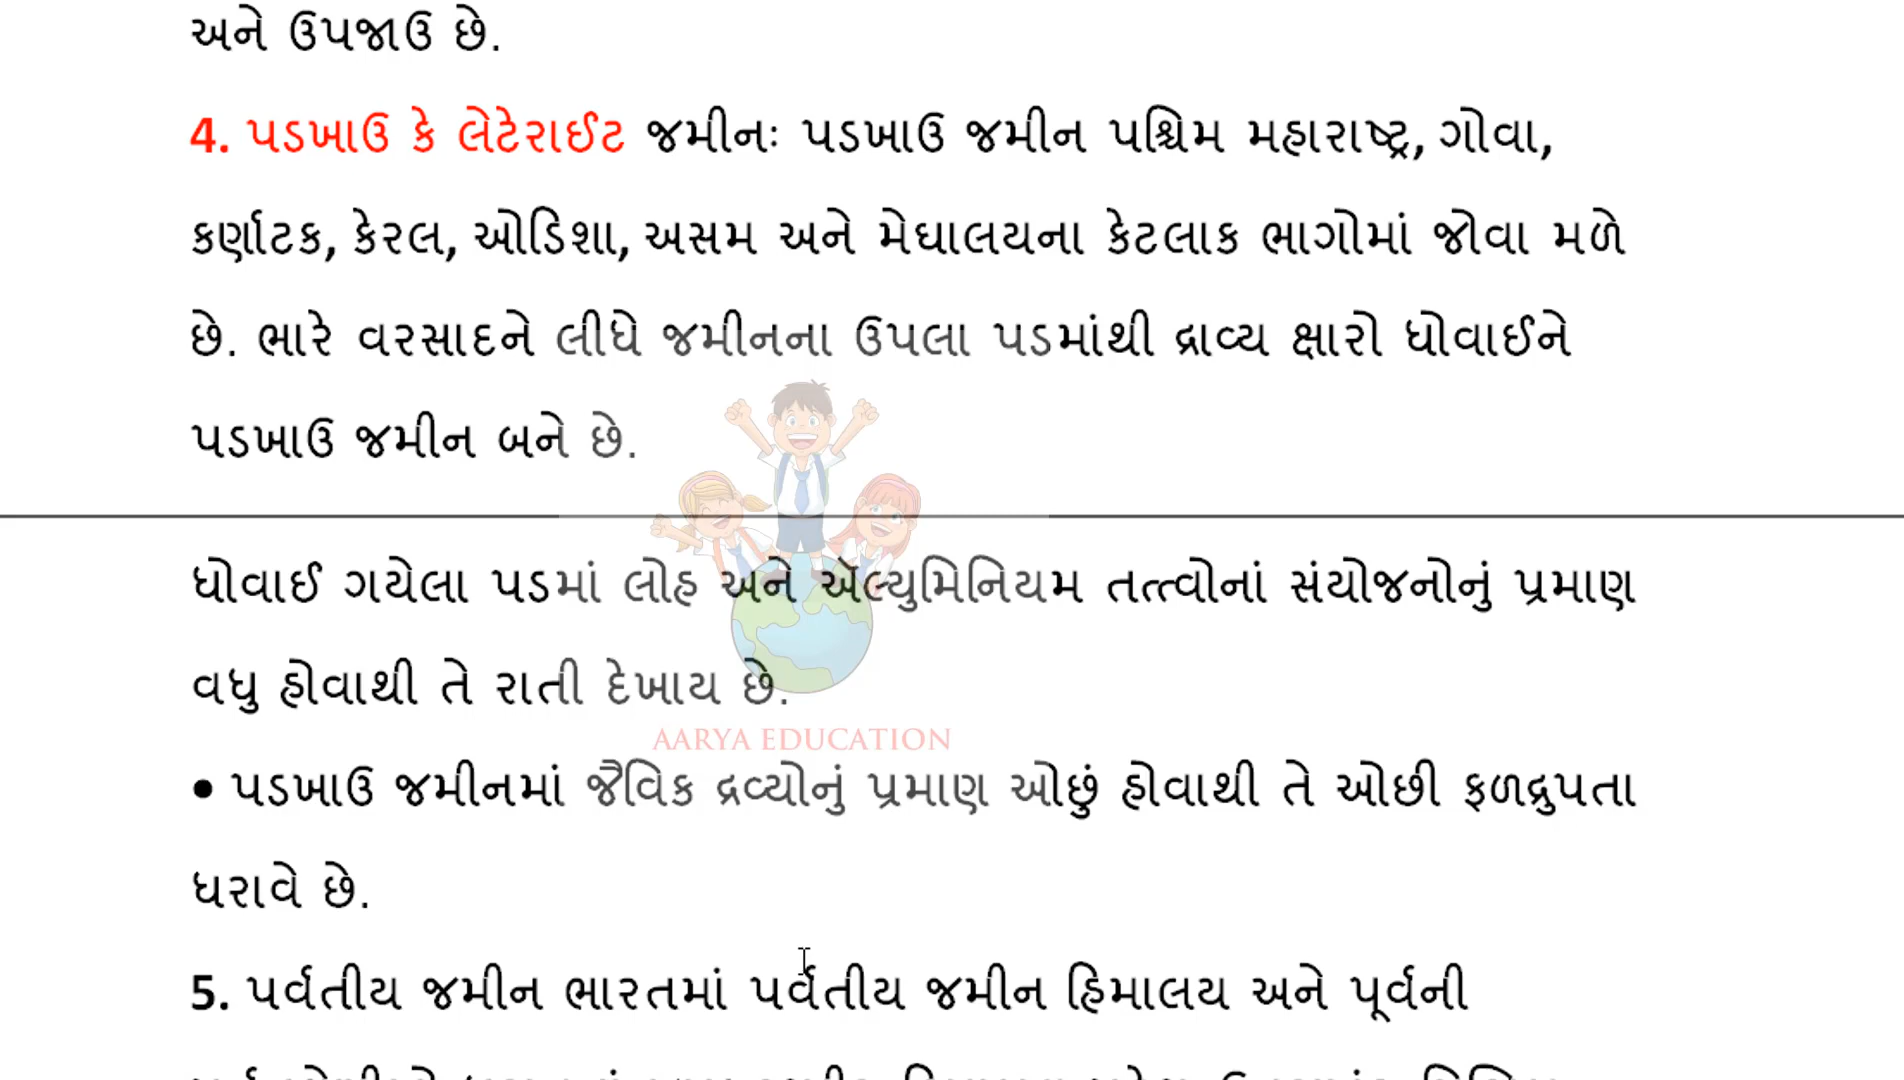 અને ઉપજાઉ છે.
4. પડખાઉ કે લેટેરાઈટ જમીનઃ પડખાઉ જમીન પશ્ચિમ મહારાષ્ટ્ર, ગોવા,
કર્ણાટક, કેરલ, ઓડિશા, અસમ અને મેઘાલયના કેટલાક ભાગોમાં જોવા મળે
છે. ભારે વરસાદને લીધે જમીનના ઉપલા પડમાંથી દ્રાવ્ય ક્ષારો ધોવાઈને
પડખાઉ જમીન બને છે.
ધોવાઈ ગયેલા પડમાં લોહ અને ઍલ્યુમિનિયમ તત્ત્વોનાં સંયોજનોનું પ્રમાણ
વધુ હોવાથી તે રાતી દેખાય છે.
AARYA EDUCATION
• પડખાઉ જમીનમાં જૈવિક દ્રવ્યોનું પ્રમાણ ઓછું હોવાથી તે ઓછી ફળદ્રુપતા
ધરાવે છે.
5. પર્વતીય જમીન ભારતમાં પર્વતીય જમીન હિમાલય અને પૂર્વની